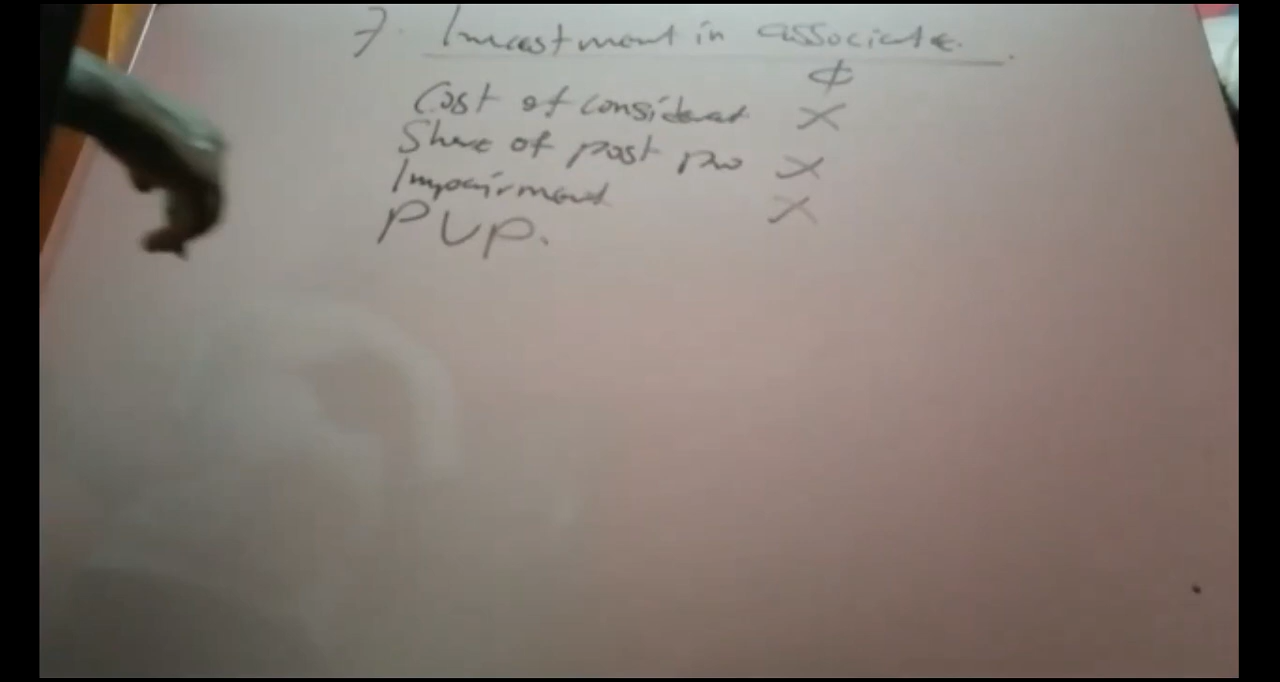 7. Investment in associate.
$
Cost of considerat X
Share of post pro X
Impairment X
PUP.